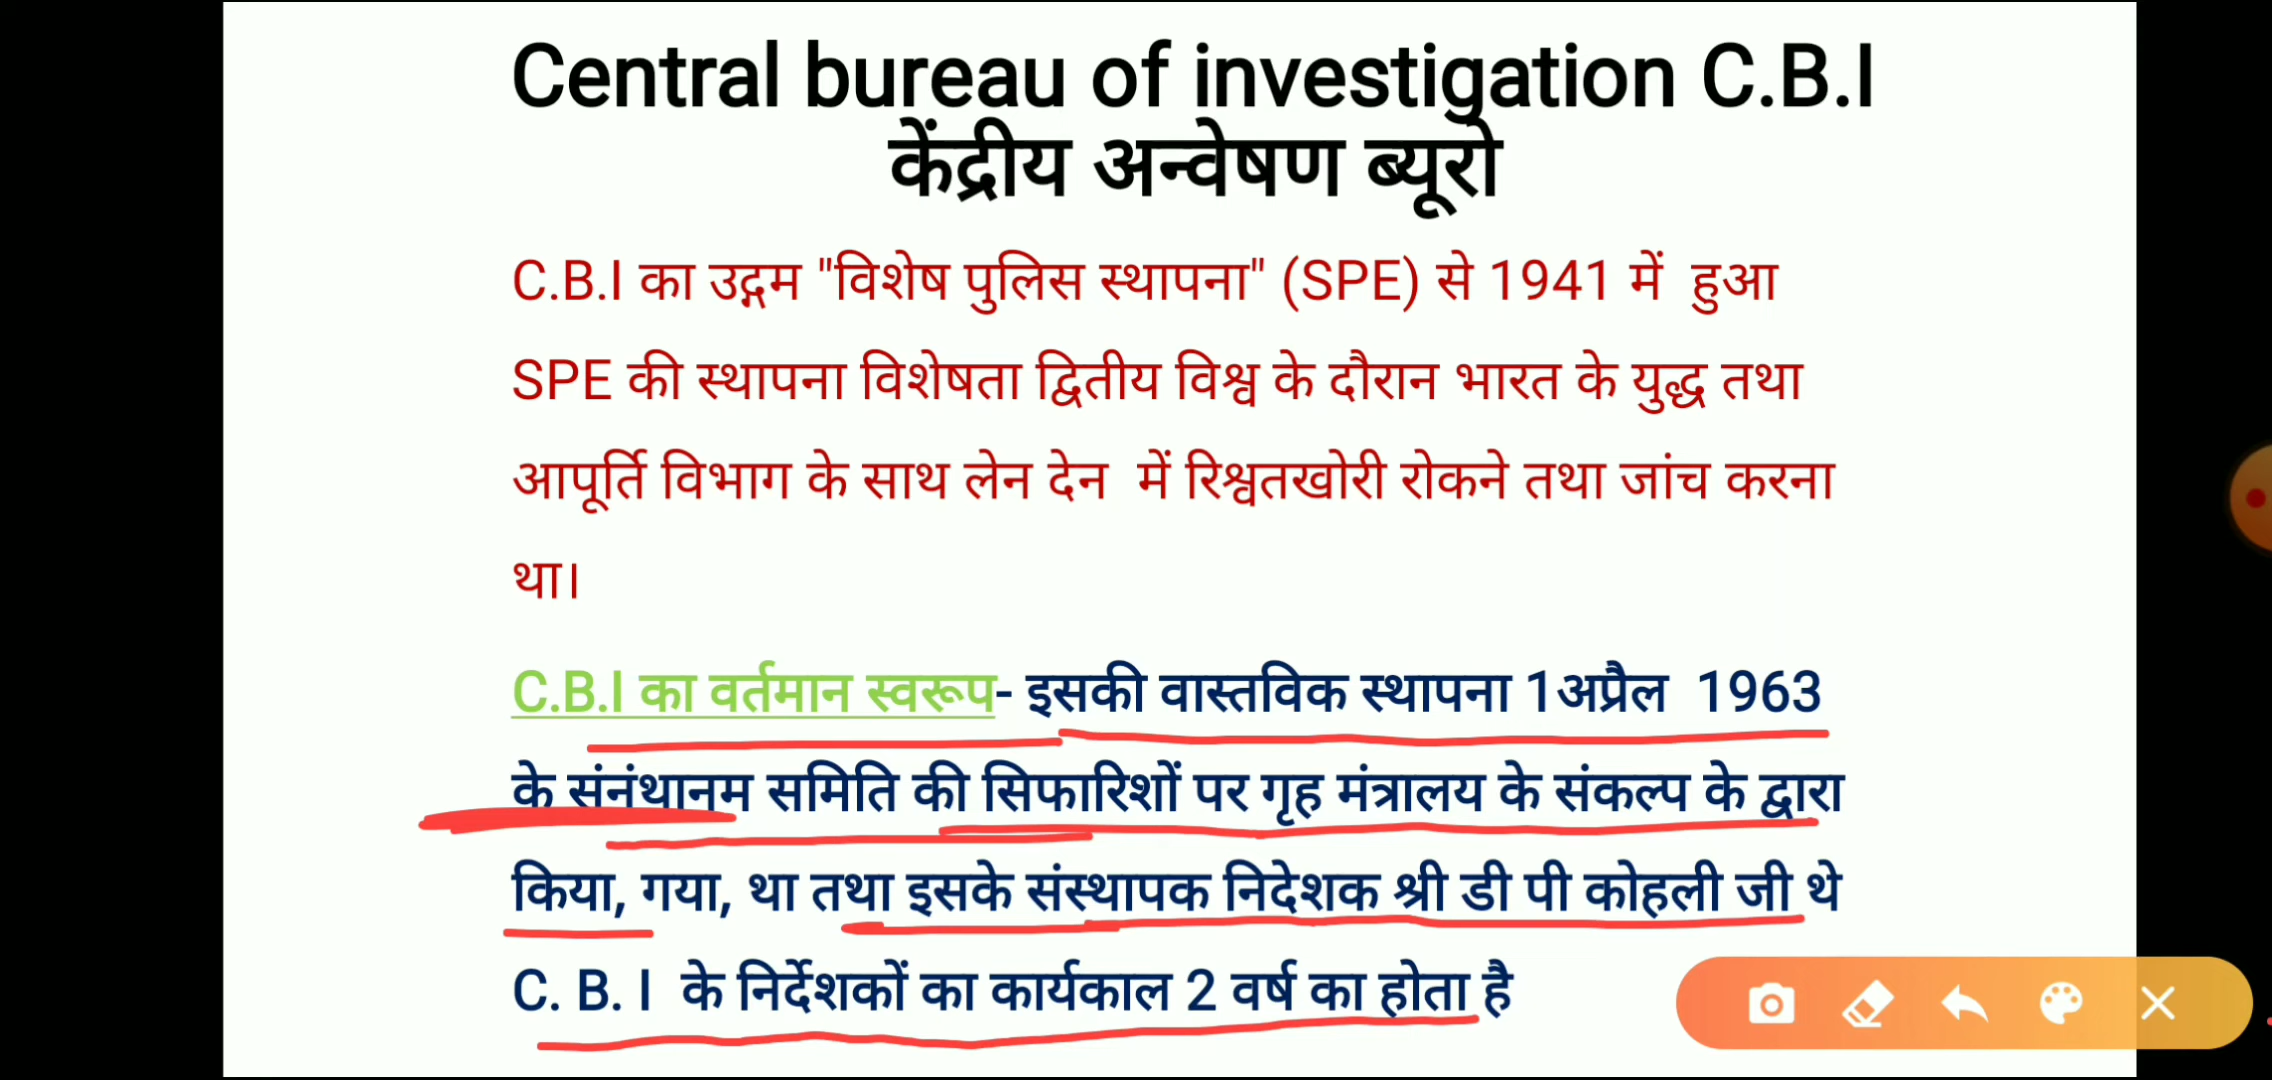 Central bureau of investigation C.B.I
केंद्रीय अन्वेषण ब्यूरो
C.B.I का उद्गम "विशेष पुलिस स्थापना" (SPE) से 1941 में हुआ
SPE की स्थापना विशेषता द्वितीय विश्व के दौरान भारत के युद्ध तथा
आपूर्ति विभाग के साथ लेन देन में रिश्वतखोरी रोकने तथा जांच करना
था।
C.B.I का वर्तमान स्वरूप- इसकी वास्तविक स्थापना 1अप्रैल 1963
के संनंथानम समिति की सिफारिशों पर गृह मंत्रालय के संकल्प के द्वारा
किया, गया, था तथा इसके संस्थापक निदेशक श्री डी पी कोहली जी थे
C. B. I के निर्देशकों का कार्यकाल 2 वर्ष का होता है